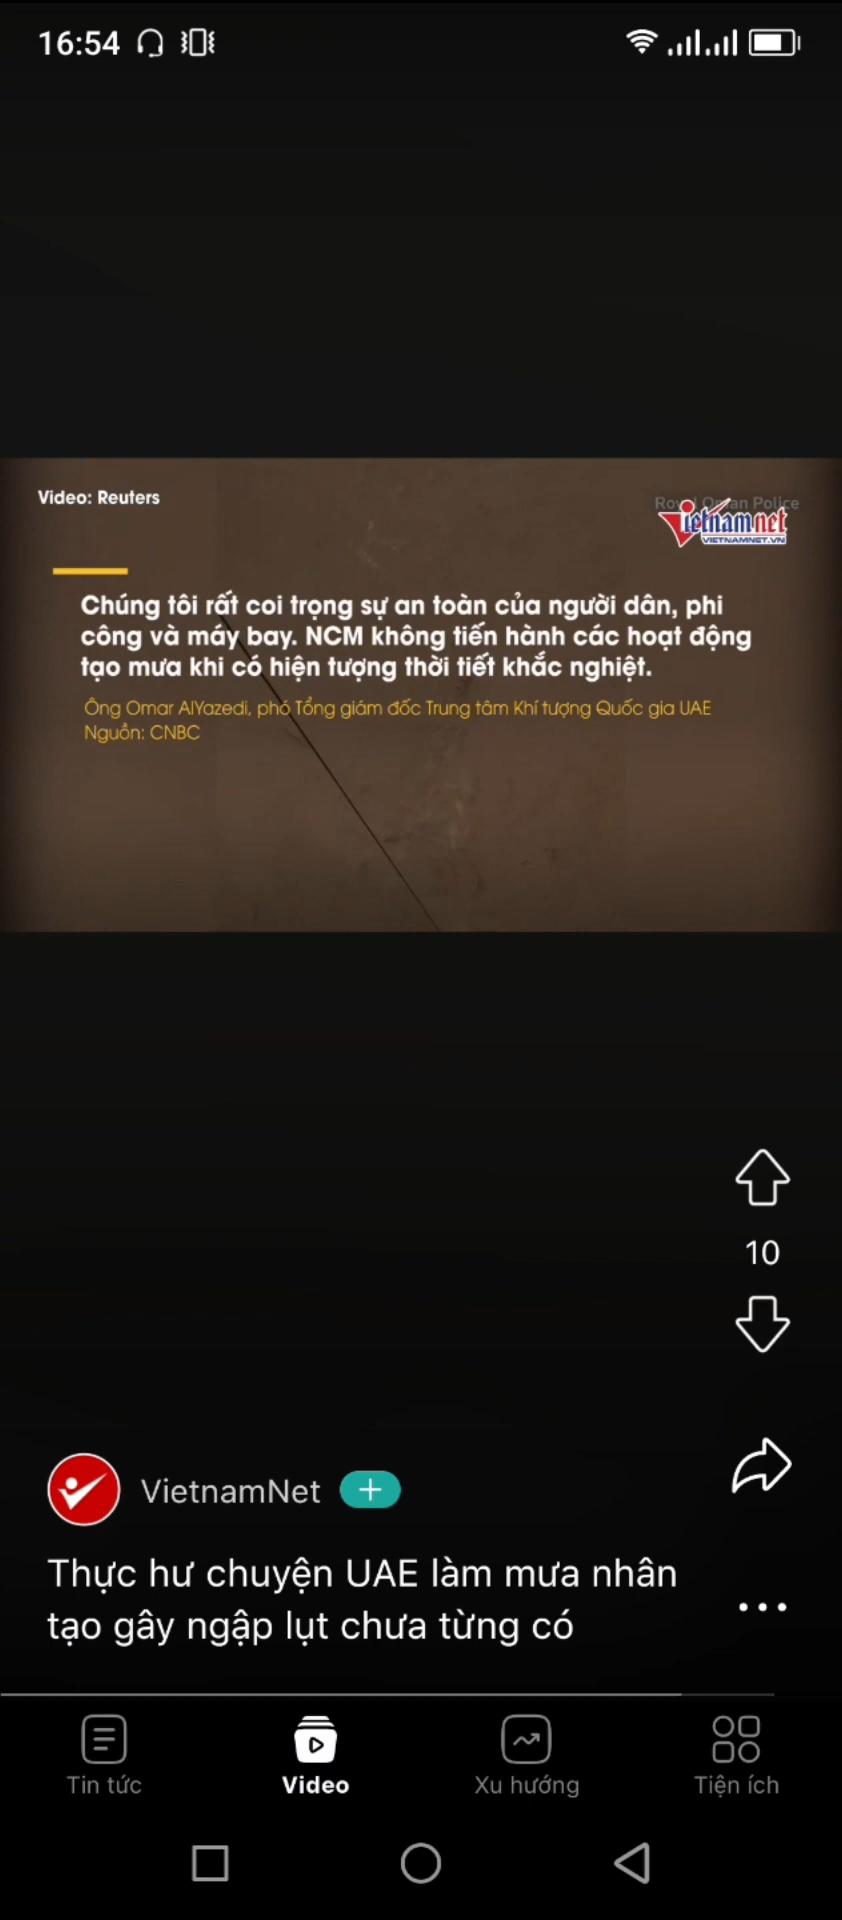 16:54
Video: Reuters
Royal Oman Police
Vietnamnet
VIETNAMNET.VN
Chúng tôi rất coi trọng sự an toàn của người dân, phi
công và máy bay. NCM không tiến hành các hoạt động
tạo mưa khi có hiện tượng thời tiết khắc nghiệt.
Ông Omar AlYazedi, phó Tổng giám đốc Trung tâm Khí tượng Quốc gia UAE
Nguồn: CNBC
10
VietnamNet
Thực hư chuyện UAE làm mưa nhân
tạo gây ngập lụt chưa từng có
Tin tức
Video
Xu hướng
Tiện ích